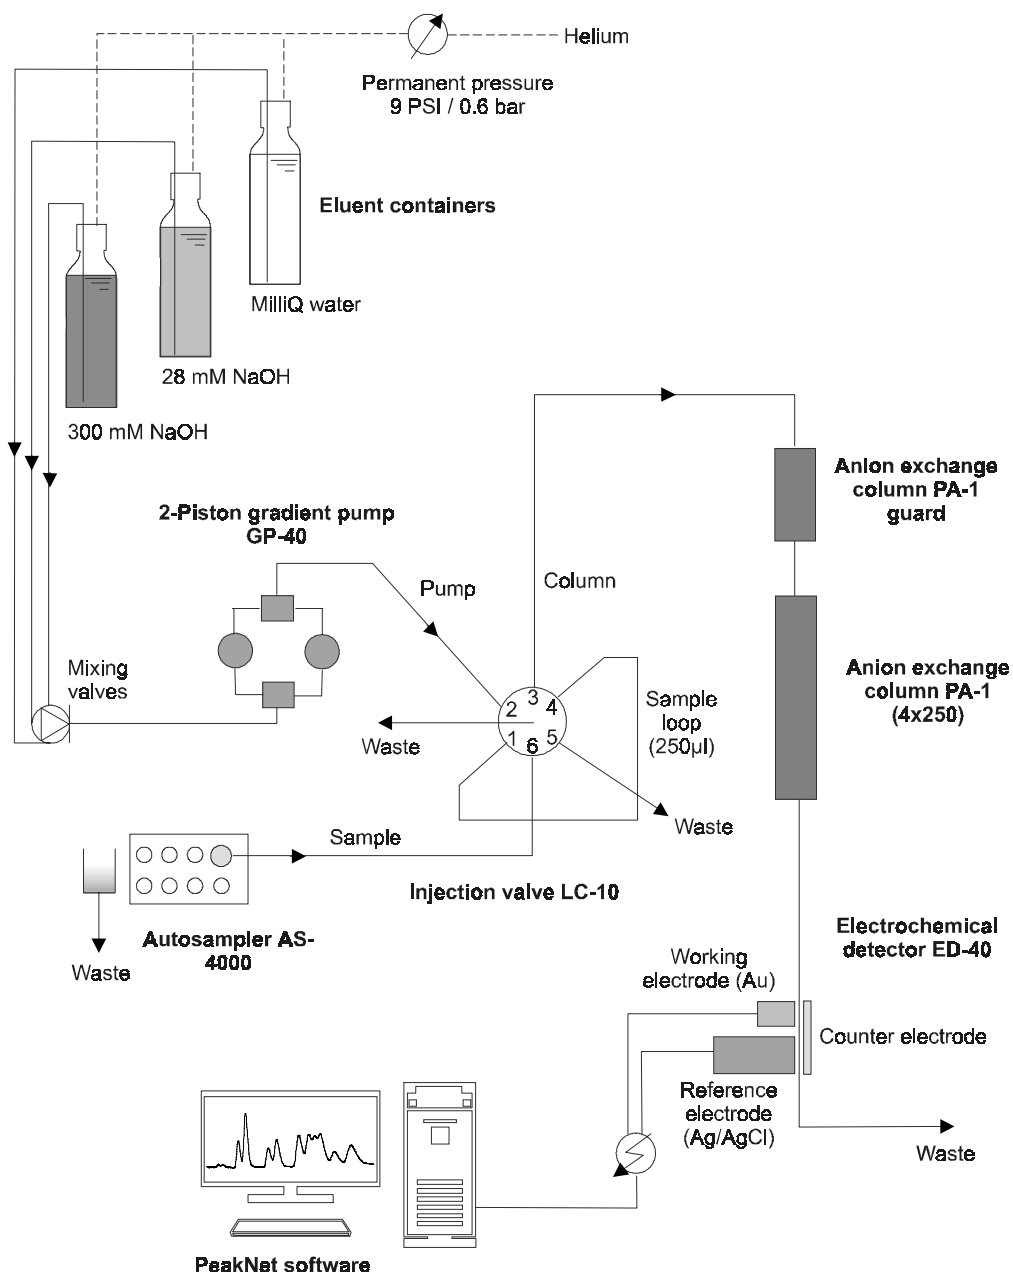 Helium
Permanent pressure
9 PSI / 0.6 bar
Eluent containers
MilliQ water
28 mM NaOH
300 mM NaOH
Anion exchange
column PA-1
guard
2-Piston gradient pump
GP-40
Pump
Column
Mixing
valves
Anion exchange
column PA-1
(4x250)
Sample
loop
(250µl)
3
2
4
1
6
5
Waste
Waste
Sample
Injection valve LC-10
Autosampler AS-
4000
Waste
Electrochemical
detector ED-40
Working
electrode (Au)
Counter electrode
Reference
electrode
(Ag/AgCl)
Waste
PeakNet software